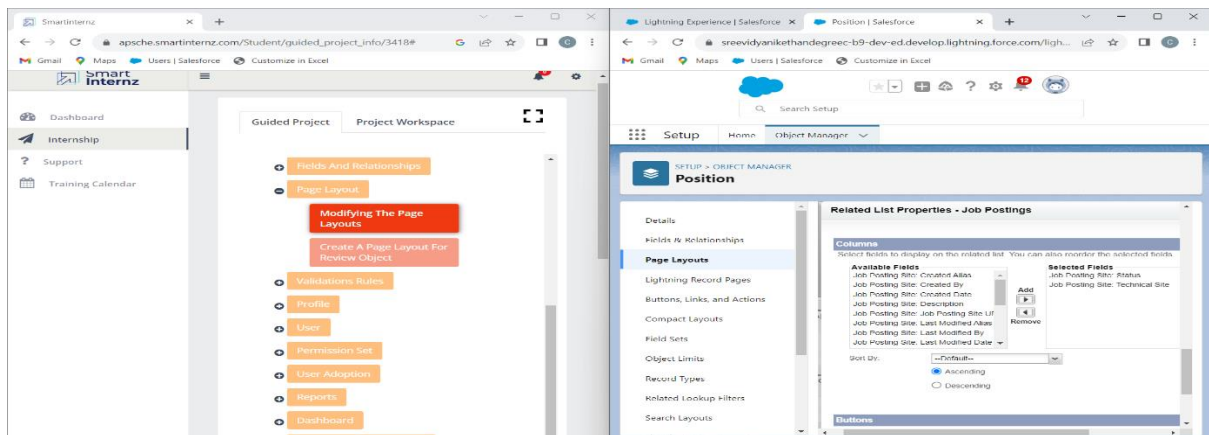 Smartinternz
apsche.smartinternz.com/Student/guided_project_info/3418#
Gmail Maps Users | Salesforce Customize in Excel
Smart
Internz
Dashboard
Internship
Support
Training Calendar
Guided Project Project Workspace
Fields And Relationships
Page Layout
Modifying The Page
Layouts
Create A Page Layout For
Review Object
Validations Rules
Profile
User
Permission Set
User Adoption
Reports
Dashboard
Lightning Experience | Salesforce Position | Salesforce
sreevidyanikethandegreec-b9-dev-ed.develop.lightning.force.com/ligh...
Gmail Maps Users | Salesforce Customize in Excel
12
Search Setup
Setup Home Object Manager
SETUP > OBJECT MANAGER
Position
Details
Fields & Relationships
Page Layouts
Lightning Record Pages
Buttons, Links, and Actions
Compact Layouts
Field Sets
Object Limits
Record Types
Related Lookup Filters
Search Layouts
Related List Properties - Job Postings
Columns
Select fields to display on the related list. You can also reorder the selected fields.
Available Fields
Job Posting Site: Created Alias
Job Posting Site: Created By
Job Posting Site: Created Date
Job Posting Site: Description
Job Posting Site: Job Posting Site
Job Posting Site: Last Modified Alias
Job Posting Site: Last Modified By
Job Posting Site: Last Modified Date
Add
Remove
Selected Fields
Job Posting Site: Status
Job Posting Site: Technical Site
Sort By: --Default--
Ascending
Descending
Buttons